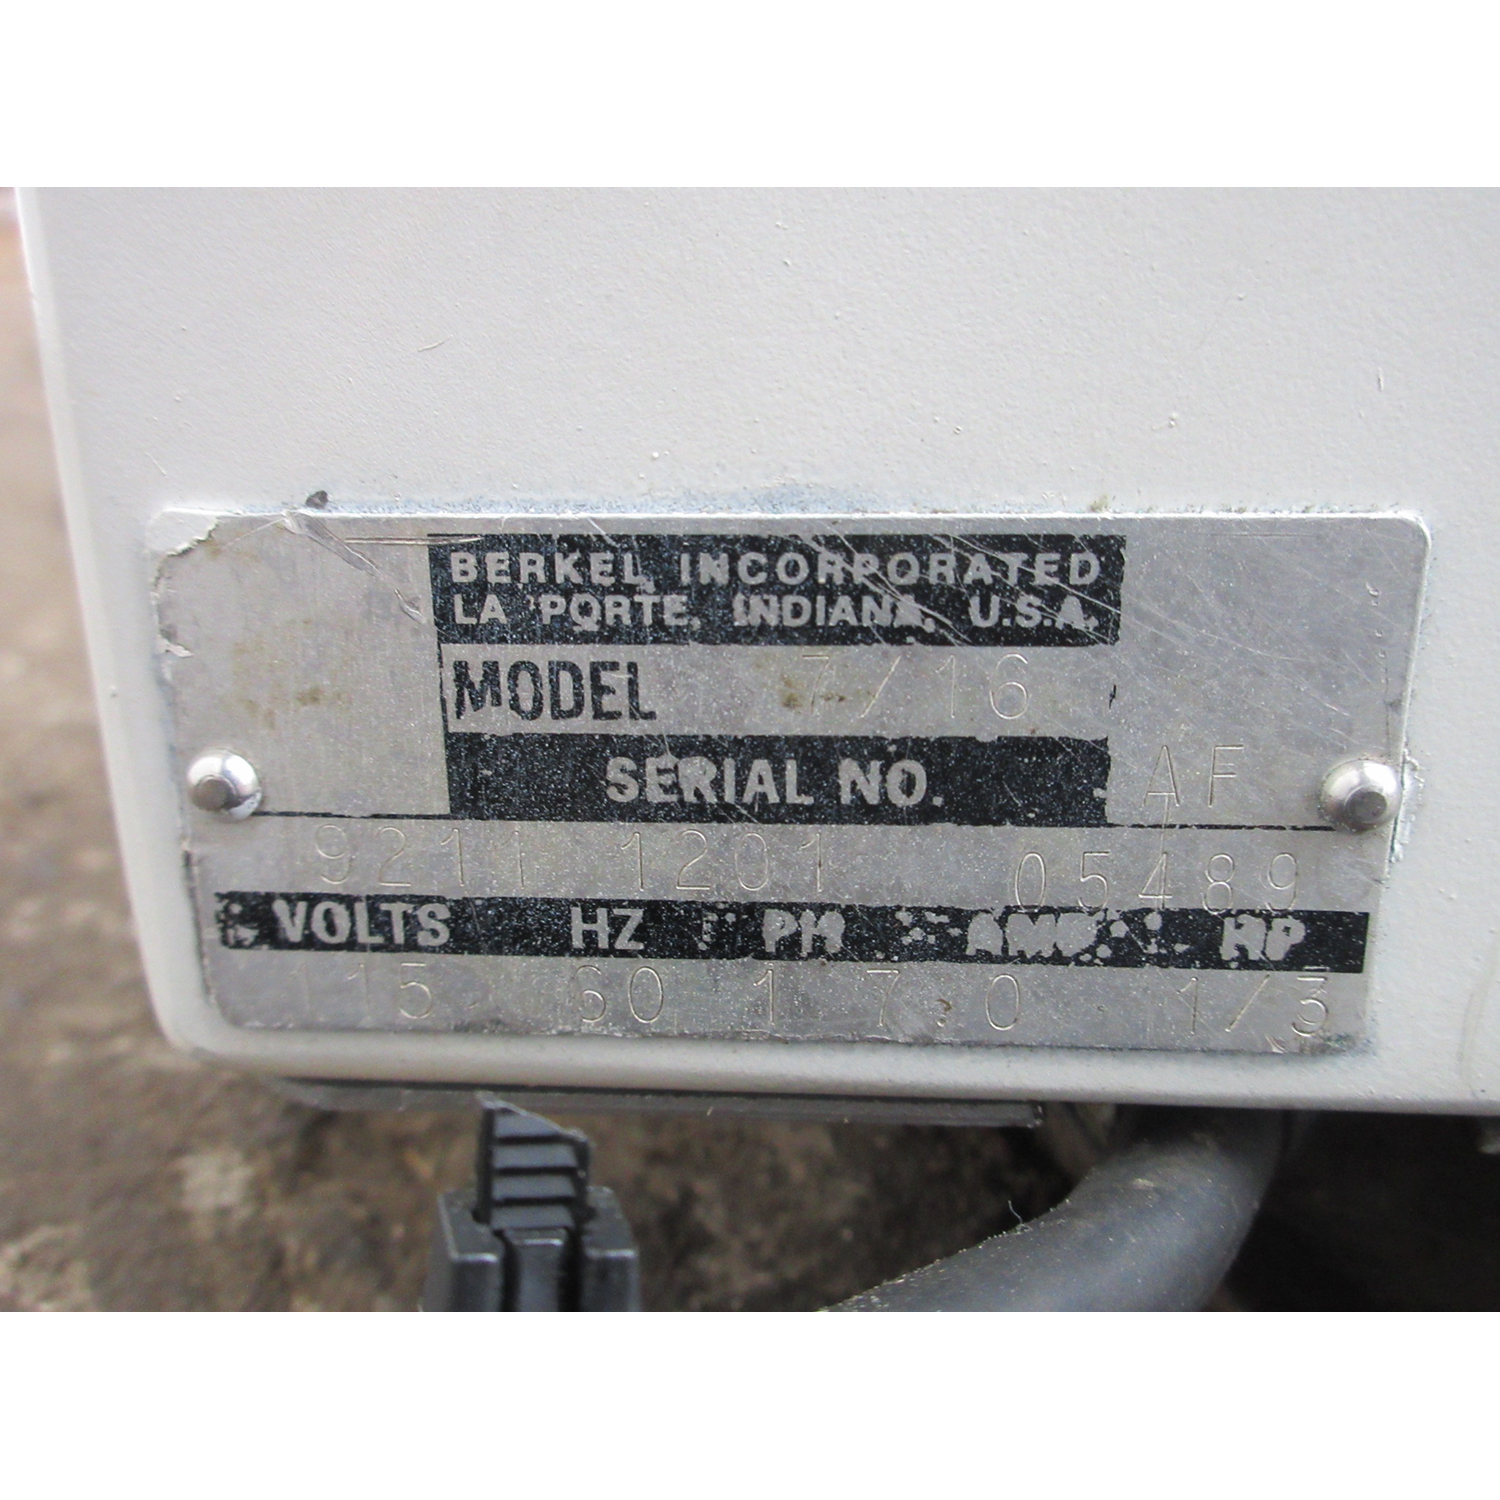 BERKEL INCORPORATED
LA PORTE, INDIANA, U.S.A.
MODEL 7/16
SERIAL NO. AF
9211 1201 05489
VOLTS HZ PH AMP HP
115 60 1 7.0 1/3